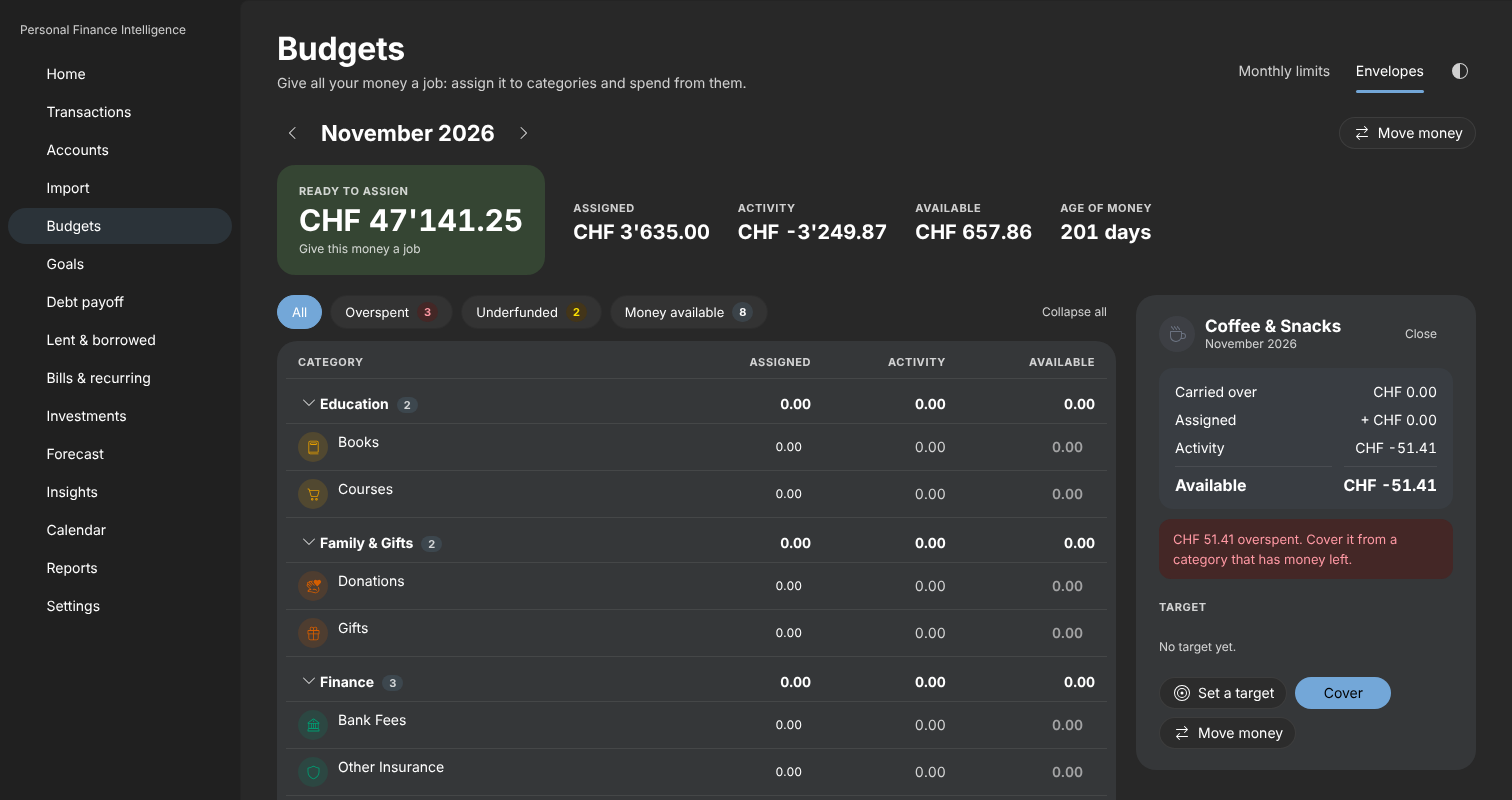 Personal Finance Intelligence
Home
Transactions
Accounts
Import
Budgets
Goals
Debt payoff
Lent & borrowed
Bills & recurring
Investments
Forecast
Insights
Calendar
Reports
Settings
Budgets
Give all your money a job: assign it to categories and spend from them.
Monthly limits Envelopes
November 2026
Move money
READY TO ASSIGN
CHF 47'141.25
Give this money a job
ASSIGNED
CHF 3'635.00
ACTIVITY
CHF -3'249.87
AVAILABLE
CHF 657.86
AGE OF MONEY
201 days
All Overspent 3 Underfunded 2 Money available 8 Collapse all
CATEGORY ASSIGNED ACTIVITY AVAILABLE
Education 2 0.00 0.00 0.00
Books 0.00 0.00 0.00
Courses 0.00 0.00 0.00
Family & Gifts 2 0.00 0.00 0.00
Donations 0.00 0.00 0.00
Gifts 0.00 0.00 0.00
Finance 3 0.00 0.00 0.00
Bank Fees 0.00 0.00 0.00
Other Insurance 0.00 0.00 0.00
Coffee & Snacks
November 2026
Close
Carried over CHF 0.00
Assigned + CHF 0.00
Activity CHF -51.41
Available CHF -51.41
CHF 51.41 overspent. Cover it from a
category that has money left.
TARGET
No target yet.
Set a target Cover
Move money